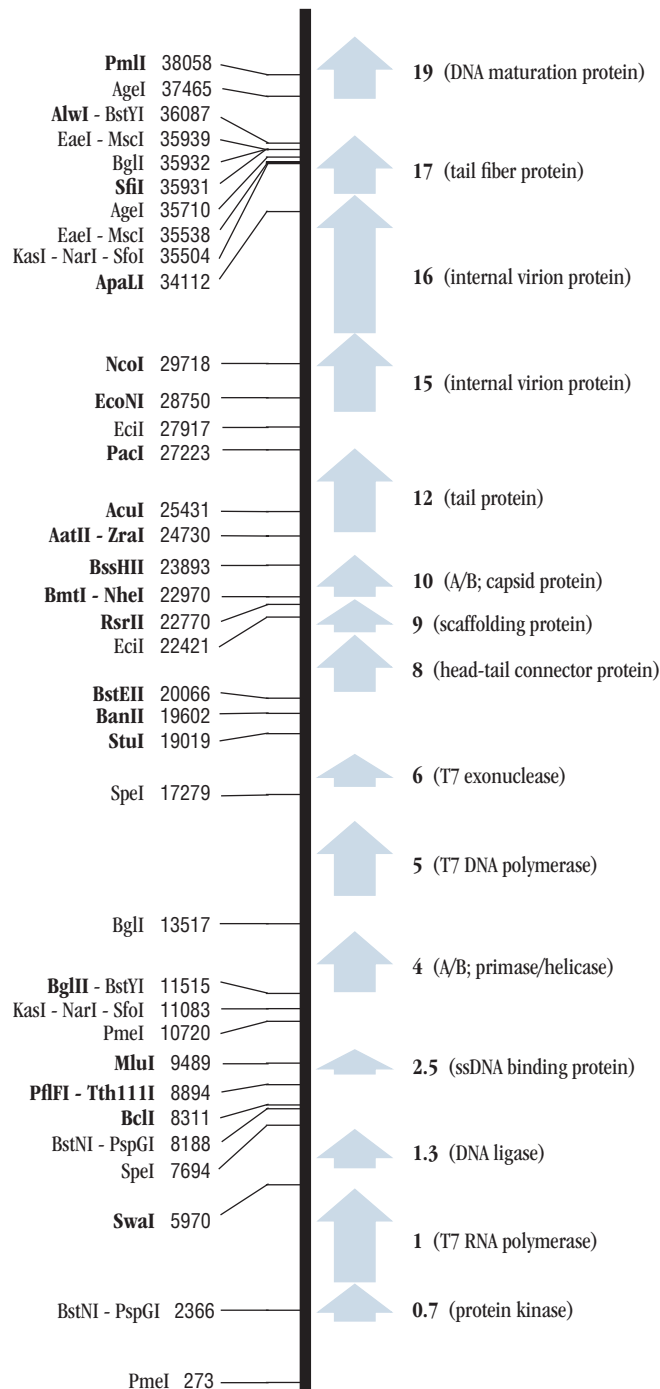 PmlI 38058
AgeI 37465
AlwI - BstYI 36087
EaeI - MscI 35939
BglI 35932
SfiI 35931
AgeI 35710
EaeI - MscI 35538
KasI - NarI - SfoI 35504
ApaLI 34112
NcoI 29718
EcoNI 28750
EciI 27917
PacI 27223
AcuI 25431
AatII - ZraI 24730
BssHII 23893
BmtI - NheI 22970
RsrII 22770
EciI 22421
BstEII 20066
BanII 19602
StuI 19019
SpeI 17279
BglI 13517
BglII - BstYI 11515
KasI - NarI - SfoI 11083
PmeI 10720
MluI 9489
PflFI - Tth111I 8894
BclI 8311
BstNI - PspGI 8188
SpeI 7694
SwaI 5970
BstNI - PspGI 2366
PmeI 273
19 (DNA maturation protein)
17 (tail fiber protein)
16 (internal virion protein)
15 (internal virion protein)
12 (tail protein)
10 (A/B; capsid protein)
9 (scaffolding protein)
8 (head-tail connector protein)
6 (T7 exonuclease)
5 (T7 DNA polymerase)
4 (A/B; primase/helicase)
2.5 (ssDNA binding protein)
1.3 (DNA ligase)
1 (T7 RNA polymerase)
0.7 (protein kinase)